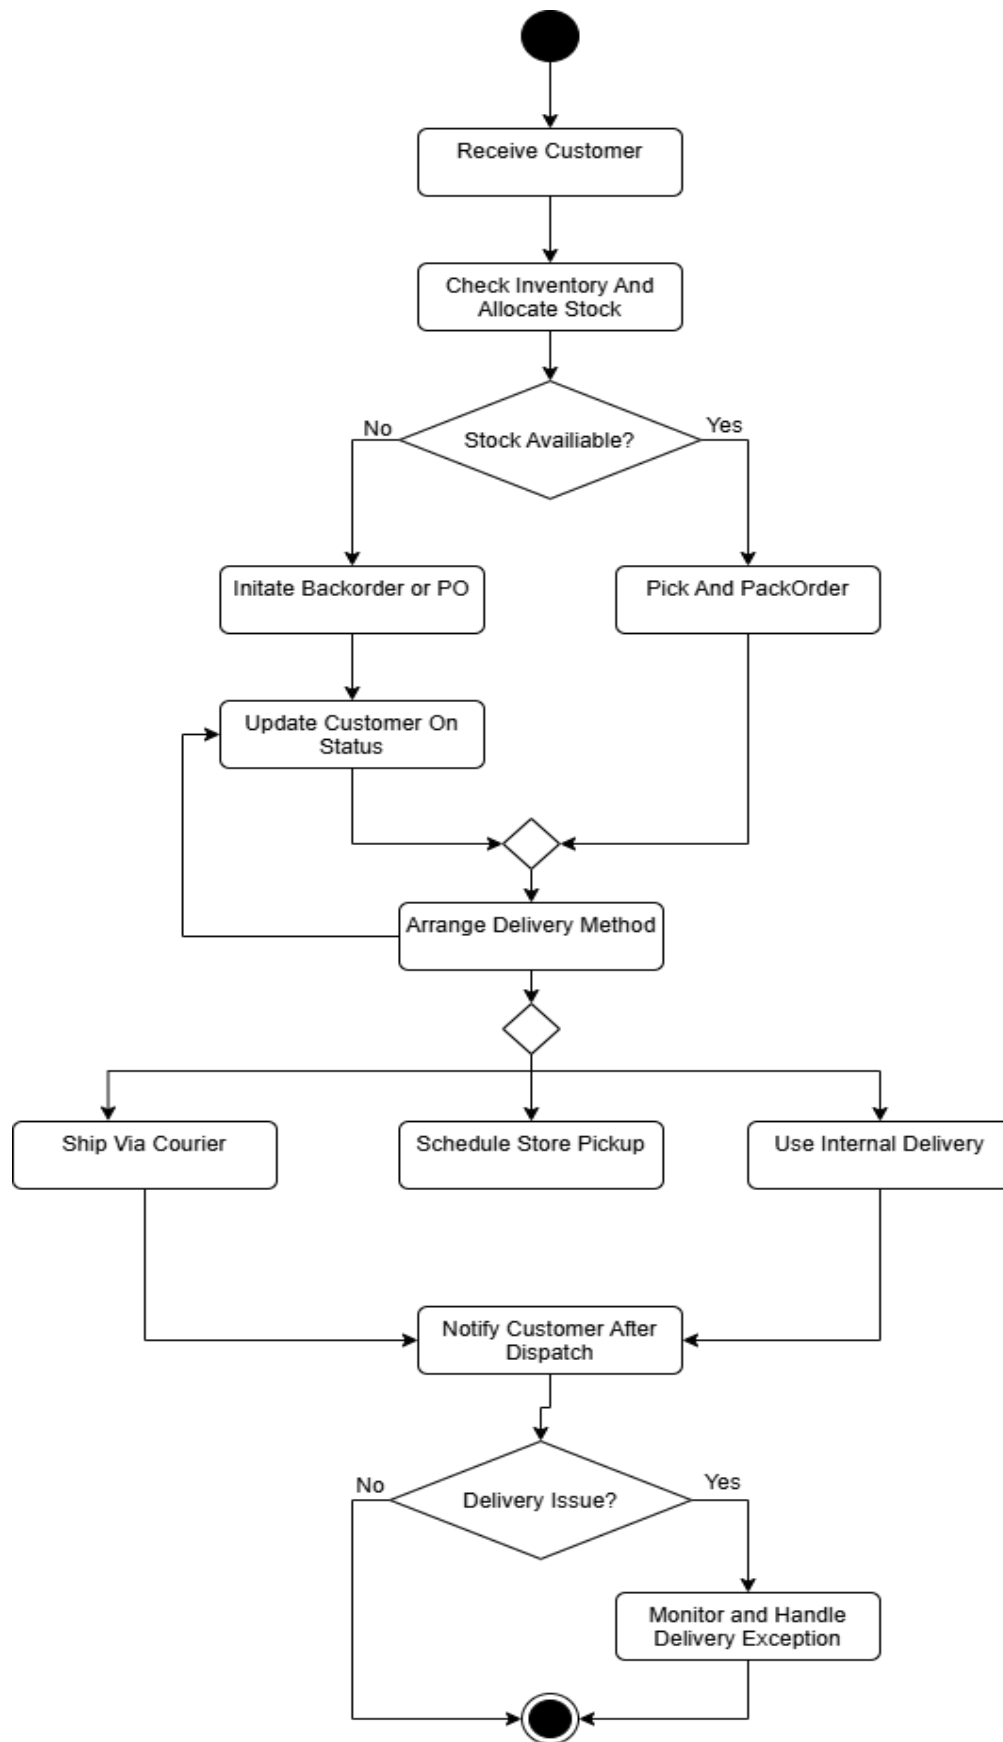 Receive Customer
Check Inventory And
Allocate Stock
No
Stock Availiable?
Yes
Initate Backorder or PO
Pick And PackOrder
Update Customer On
Status
Arrange Delivery Method
Ship Via Courier
Schedule Store Pickup
Use Internal Delivery
Notify Customer After
Dispatch
No
Delivery Issue?
Yes
Monitor and Handle
Delivery Exception